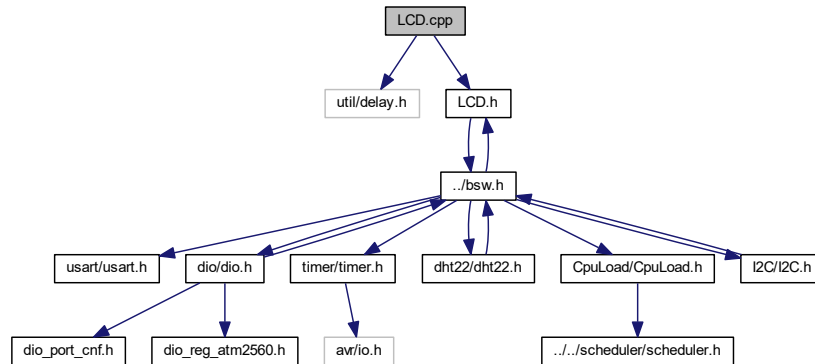 LCD.cpp
util/delay.h
LCD.h
../bsw.h
usart/usart.h
dio/dio.h
timer/timer.h
dht22/dht22.h
CpuLoad/CpuLoad.h
I2C/I2C.h
dio_port_cnf.h
dio_reg_atm2560.h
avr/io.h
../../scheduler/scheduler.h